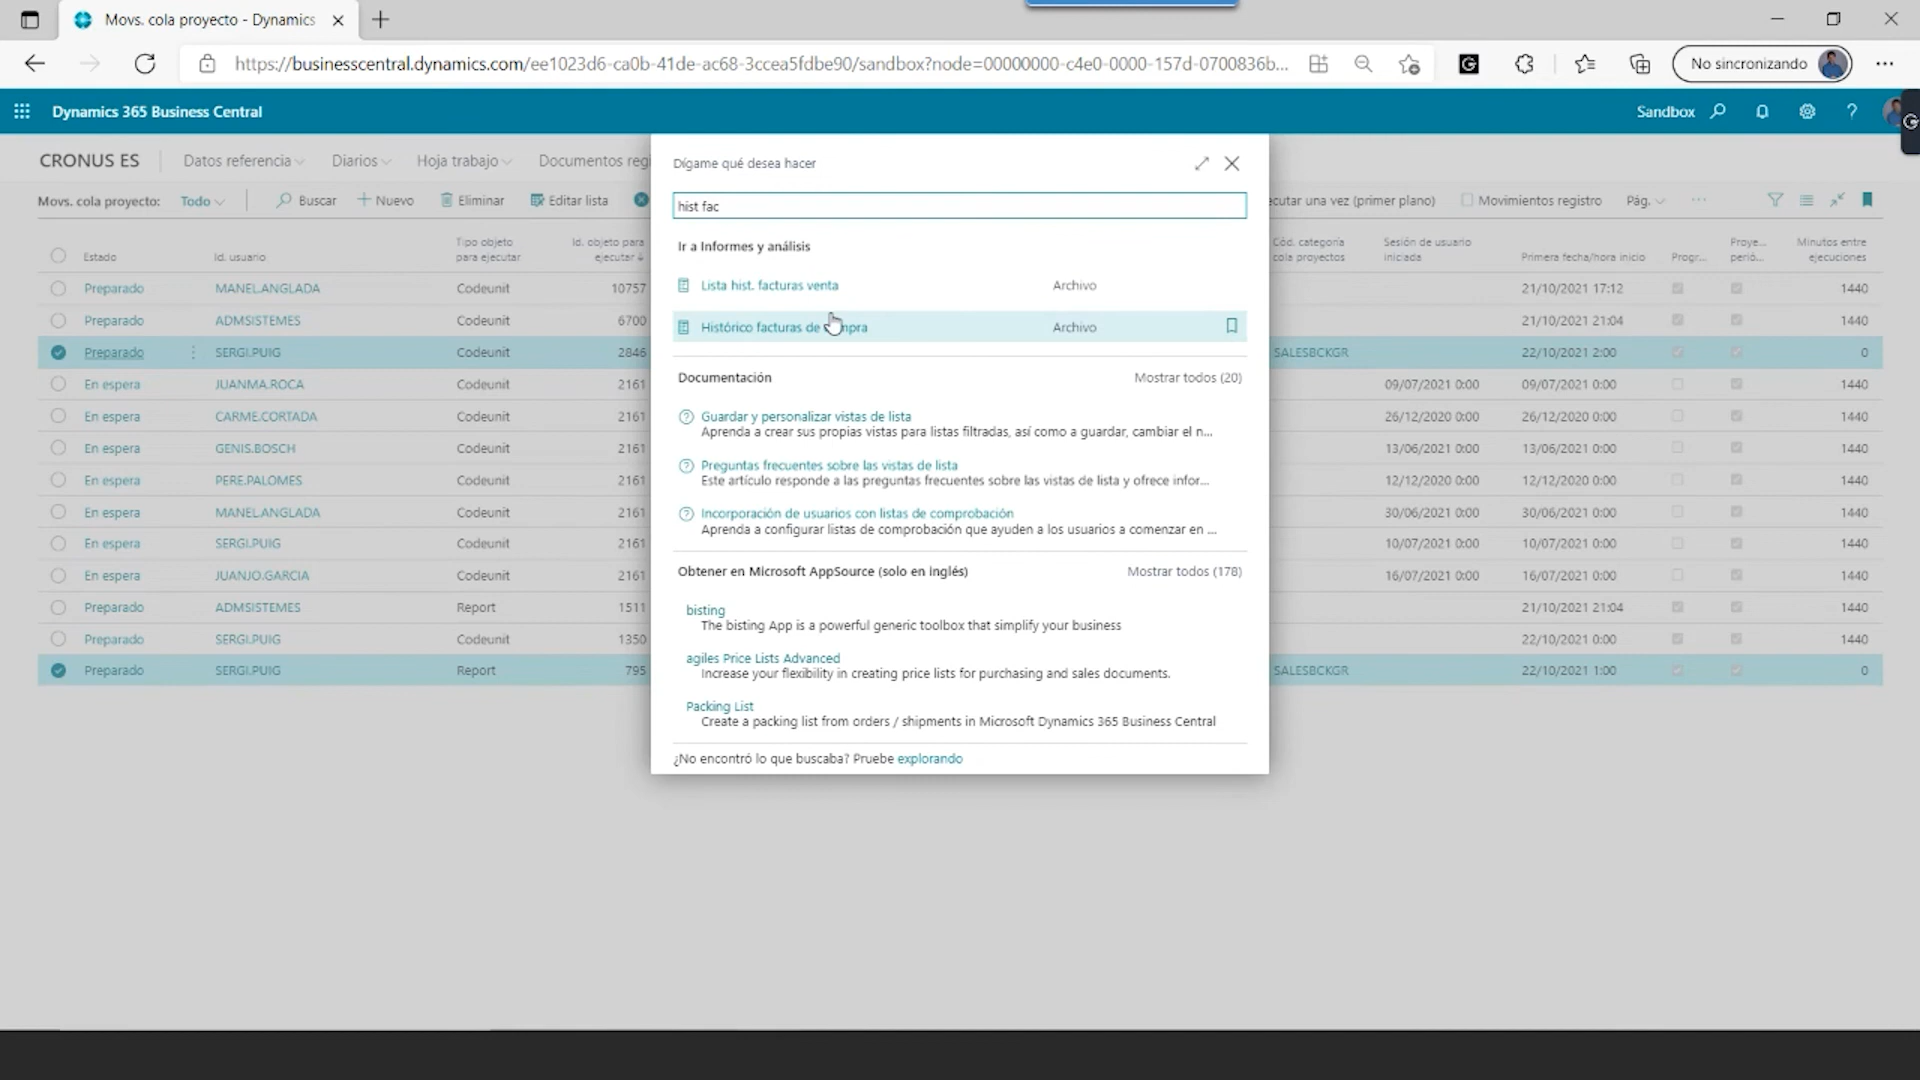 Movs. cola proyecto - Dynamics
https://businesscentral.dynamics.com/ee1023d6-ca0b-41de-ac68-3ccea5fdbe90/sandbox?node=00000000-c4e0-0000-157d-0700836b...
No sincronizando
Dynamics 365 Business Central
Sandbox
CRONUS ES
Datos referencia
Diarios
Hoja trabajo
Documentos regi
Movs. cola proyecto:
Todo
Buscar
Nuevo
Eliminar
Editar lista
ecutar una vez (primer plano)
Movimientos registro
Pág.
Estado
Id. usuario
Tipo objeto para ejecutar
Id. objeto para ejecutar ↓
Cód. categoría cola proyectos
Sesión de usuario iniciada
Primera fecha/hora inicio
Progr...
Proye... perió...
Minutos entre ejecuciones
Preparado MANEL.ANGLADA Codeunit 10757 21/10/2021 17:12 1440
Preparado ADMSISTEMES Codeunit 6700 21/10/2021 21:04 1440
Preparado SERGI.PUIG Codeunit 2846 SALESBCKGR 22/10/2021 2:00 0
En espera JUANMA.ROCA Codeunit 2161 09/07/2021 0:00 09/07/2021 0:00 1440
En espera CARME.CORTADA Codeunit 2161 26/12/2020 0:00 26/12/2020 0:00 1440
En espera GENIS.BOSCH Codeunit 2161 13/06/2021 0:00 13/06/2021 0:00 1440
En espera PERE.PALOMES Codeunit 2161 12/12/2020 0:00 12/12/2020 0:00 1440
En espera MANEL.ANGLADA Codeunit 2161 30/06/2021 0:00 30/06/2021 0:00 1440
En espera SERGI.PUIG Codeunit 2161 10/07/2021 0:00 10/07/2021 0:00 1440
En espera JUANJO.GARCIA Codeunit 2161 16/07/2021 0:00 16/07/2021 0:00 1440
Preparado ADMSISTEMES Report 1511 21/10/2021 21:04 1440
Preparado SERGI.PUIG Codeunit 1350 22/10/2021 0:00 1440
Preparado SERGI.PUIG Report 795 SALESBCKGR 22/10/2021 1:00 0
Dígame qué desea hacer
hist fac
Ir a Informes y análisis
Lista hist. facturas venta Archivo
Histórico facturas de mpra Archivo
Documentación Mostrar todos (20)
Guardar y personalizar vistas de lista
Aprenda a crear sus propias vistas para listas filtradas, así como a guardar, cambiar el n...
Preguntas frecuentes sobre las vistas de lista
Este artículo responde a las preguntas frecuentes sobre las vistas de lista y ofrece infor...
Incorporación de usuarios con listas de comprobación
Aprenda a configurar listas de comprobación que ayuden a los usuarios a comenzar en ...
Obtener en Microsoft AppSource (solo en inglés) Mostrar todos (178)
bisting
The bisting App is a powerful generic toolbox that simplify your business
agiles Price Lists Advanced
Increase your flexibility in creating price lists for purchasing and sales documents.
Packing List
Create a packing list from orders / shipments in Microsoft Dynamics 365 Business Central
¿No encontró lo que buscaba? Pruebe explorando